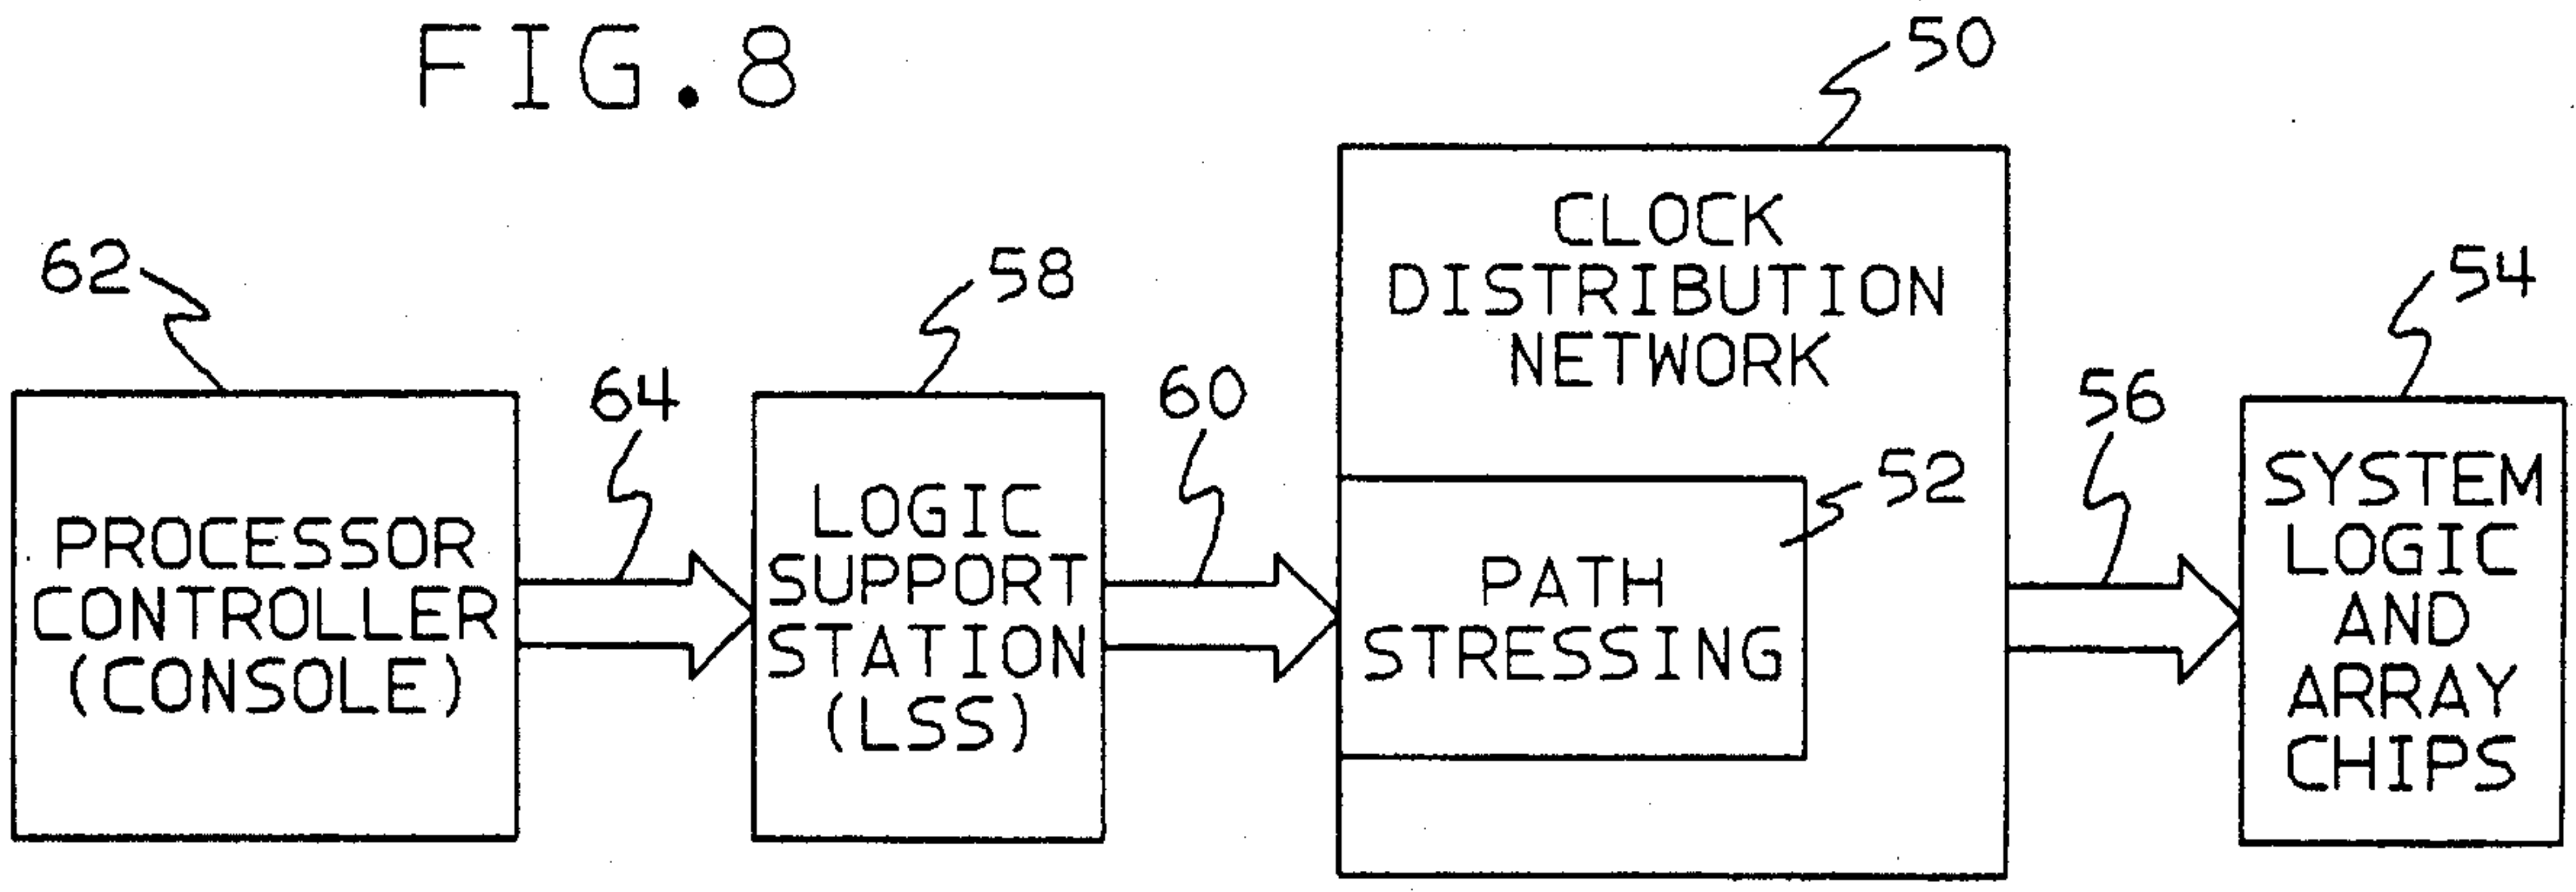 FIG.8
62
PROCESSOR
CONTROLLER
(CONSOLE)
64
58
LOGIC
SUPPORT
STATION
(LSS)
60
50
CLOCK
DISTRIBUTION
NETWORK
52
PATH
STRESSING
56
54
SYSTEM
LOGIC
AND
ARRAY
CHIPS